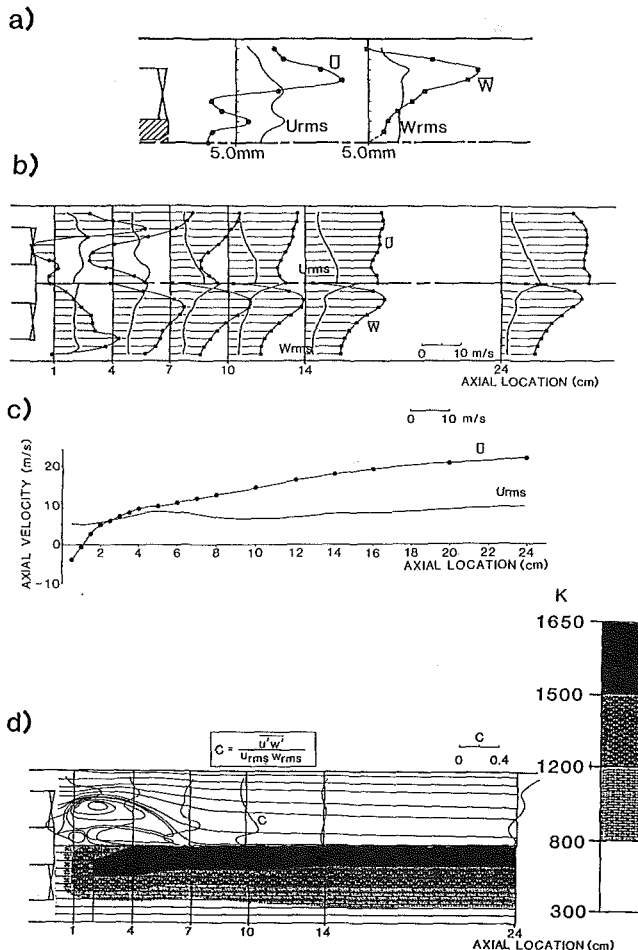 a)
U̅
W̅
Urms
Wrms
5.0mm
5.0mm
b)
U̅
Urms
W̅
Wrms
0 10 m/s
1 4 7 10 14 24
AXIAL LOCATION (cm)
c)
0 10 m/s
AXIAL VELOCITY (m/s)
20
10
0
-10
U̅
Urms
2 4 6 8 10 12 14 16 20 22 24
AXIAL LOCATION (cm)
K
1650
1500
1200
800
300
d)
C = u'w' / urms wrms
C
0 0.4
C
1 4 7 10 14 24
AXIAL LOCATION (cm)